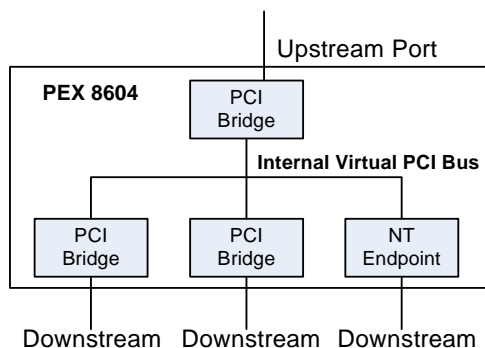 Upstream Port
PEX 8604
PCI
Bridge
Internal Virtual PCI Bus
PCI
Bridge
PCI
Bridge
NT
Endpoint
Downstream Downstream Downstream